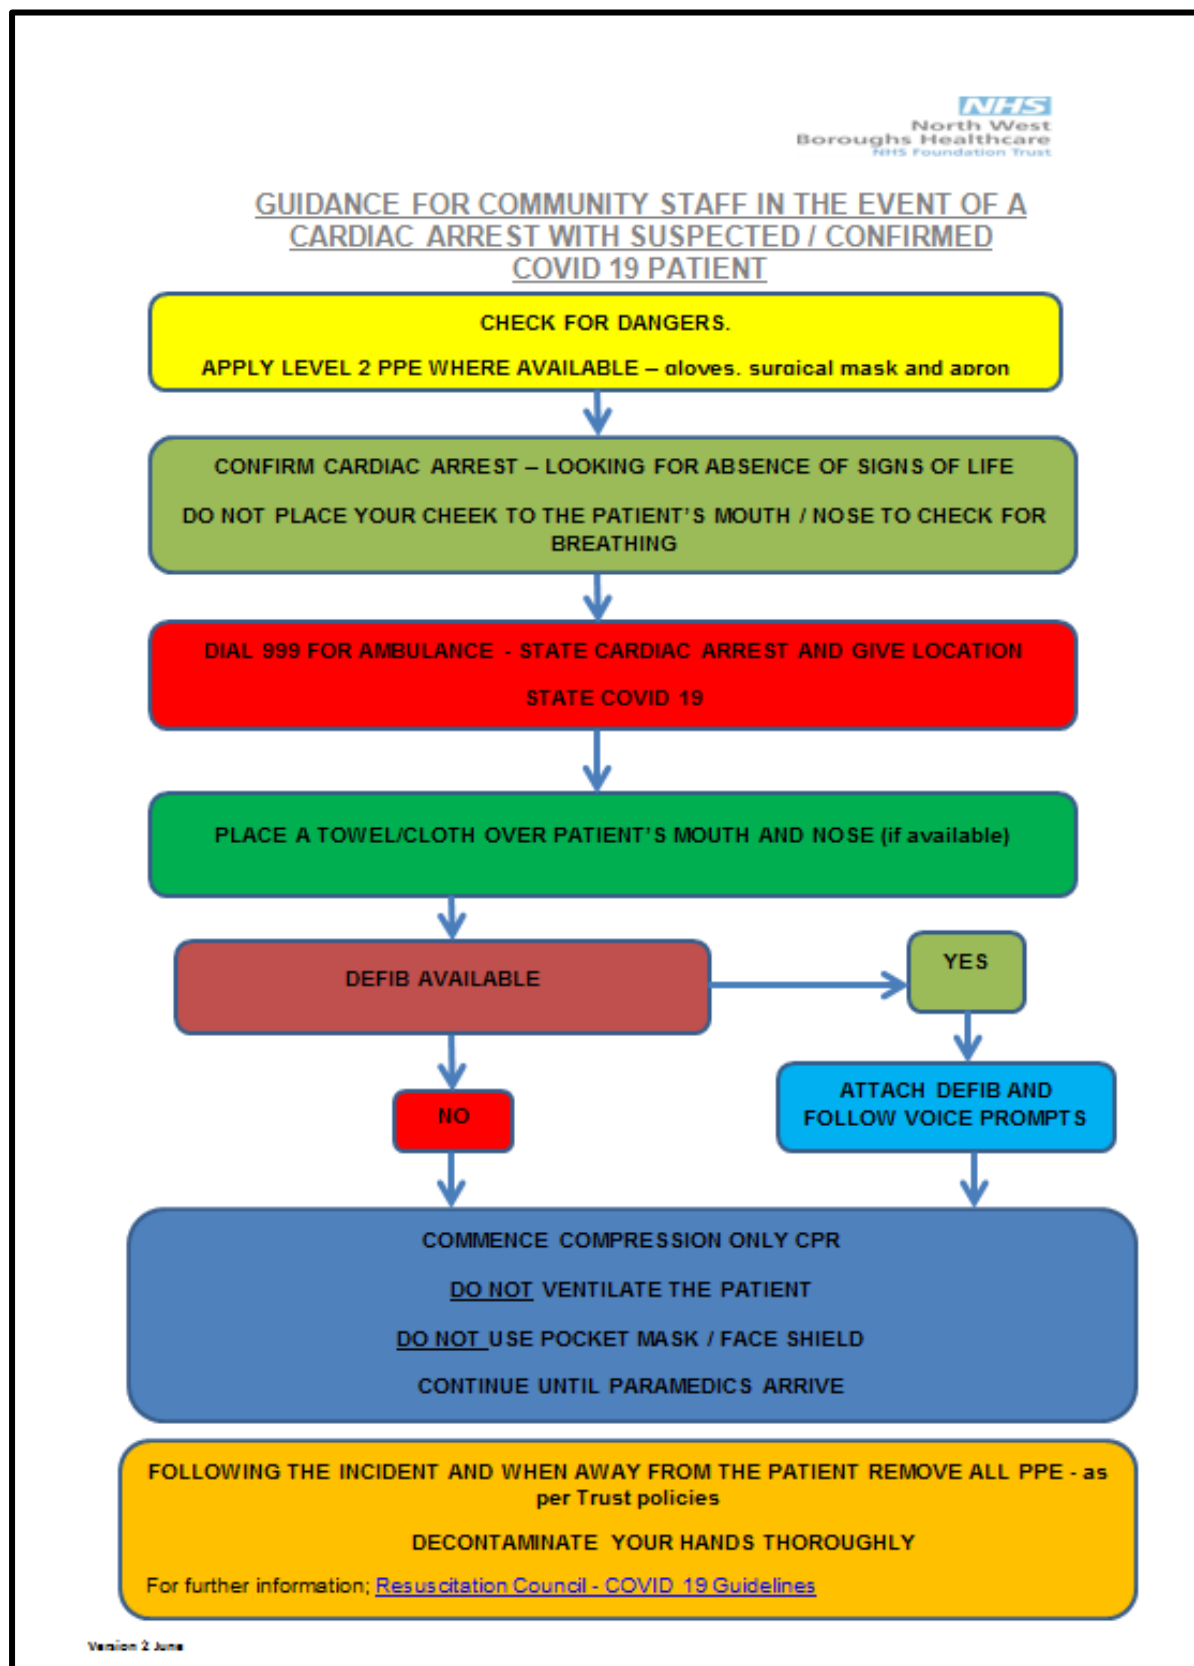 NHS
North West
Boroughs Healthcare
NHS Foundation Trust
GUIDANCE FOR COMMUNITY STAFF IN THE EVENT OF A
CARDIAC ARREST WITH SUSPECTED / CONFIRMED
COVID 19 PATIENT
CHECK FOR DANGERS.
APPLY LEVEL 2 PPE WHERE AVAILABLE – gloves, surgical mask and apron
CONFIRM CARDIAC ARREST – LOOKING FOR ABSENCE OF SIGNS OF LIFE
DO NOT PLACE YOUR CHEEK TO THE PATIENT'S MOUTH / NOSE TO CHECK FOR
BREATHING
DIAL 999 FOR AMBULANCE - STATE CARDIAC ARREST AND GIVE LOCATION
STATE COVID 19
PLACE A TOWEL/CLOTH OVER PATIENT'S MOUTH AND NOSE (if available)
DEFIB AVAILABLE
YES
NO
ATTACH DEFIB AND
FOLLOW VOICE PROMPTS
COMMENCE COMPRESSION ONLY CPR
DO NOT VENTILATE THE PATIENT
DO NOT USE POCKET MASK / FACE SHIELD
CONTINUE UNTIL PARAMEDICS ARRIVE
FOLLOWING THE INCIDENT AND WHEN AWAY FROM THE PATIENT REMOVE ALL PPE - as
per Trust policies
DECONTAMINATE YOUR HANDS THOROUGHLY
For further information; Resuscitation Council - COVID 19 Guidelines
Version 2 June